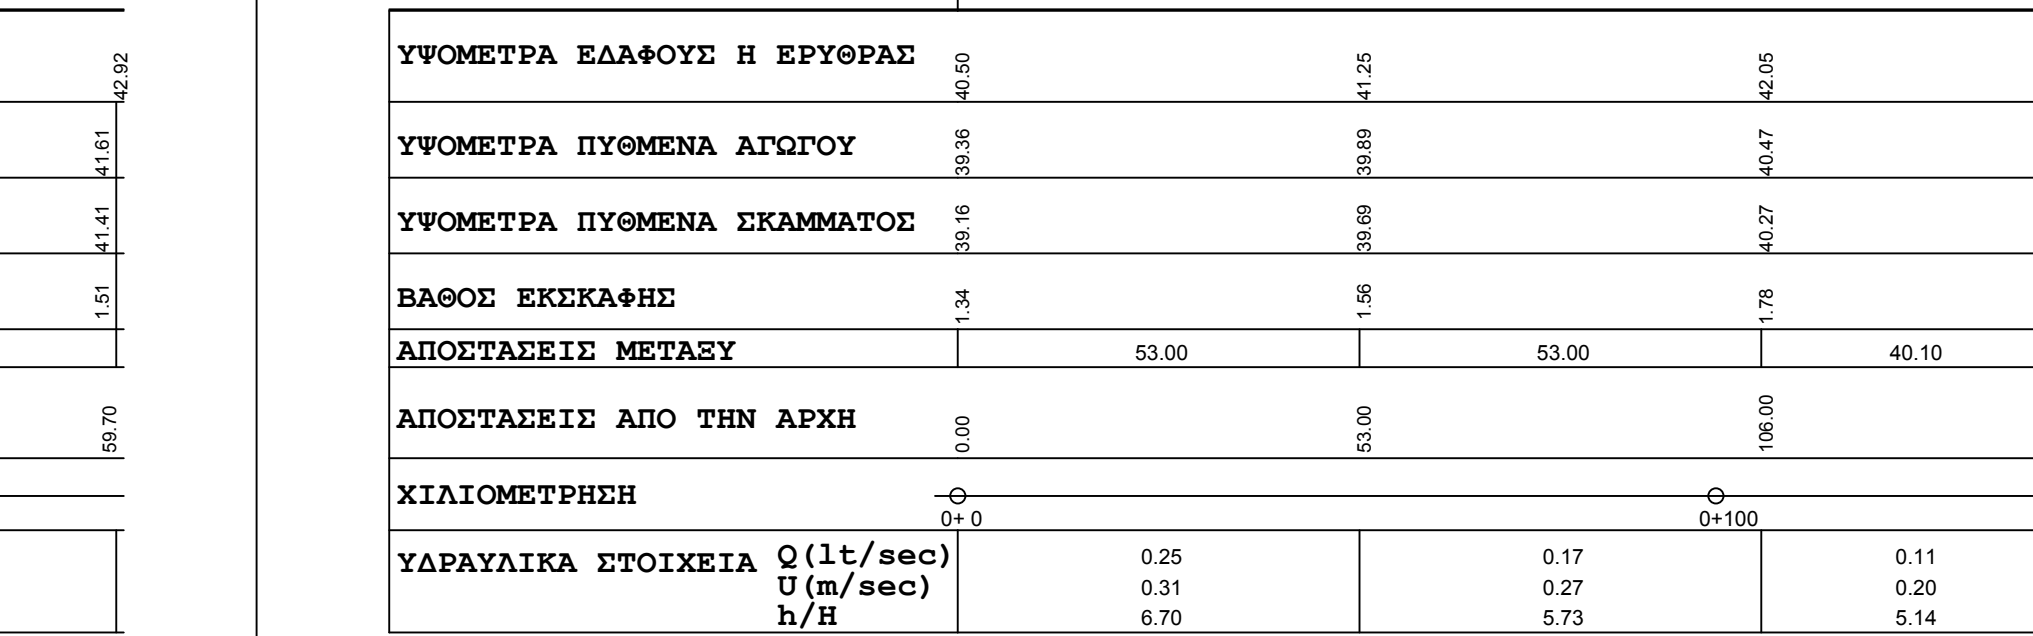 42.92
41.61
41.41
1.51
59.70
ΥΨΟΜΕΤΡΑ ΕΔΑΦΟΥΣ Η ΕΡΥΘΡΑΣ 40.50 41.25 42.05
ΥΨΟΜΕΤΡΑ ΠΥΘΜΕΝΑ ΑΓΩΓΟΥ 39.36 39.89 40.47
ΥΨΟΜΕΤΡΑ ΠΥΘΜΕΝΑ ΣΚΑΜΜΑΤΟΣ 39.16 39.69 40.27
ΒΑΘΟΣ ΕΚΣΚΑΦΗΣ 1.34 1.56 1.78
ΑΠΟΣΤΑΣΕΙΣ ΜΕΤΑΞΥ 53.00 53.00 40.10
ΑΠΟΣΤΑΣΕΙΣ ΑΠΟ ΤΗΝ ΑΡΧΗ 0.00 53.00 106.00
ΧΙΛΙΟΜΕΤΡΗΣΗ
0+ 0 0+100
ΥΔΡΑΥΛΙΚΑ ΣΤΟΙΧΕΙΑ Q(lt/sec) 0.25 0.17 0.11
U(m/sec) 0.31 0.27 0.20
h/H 6.70 5.73 5.14